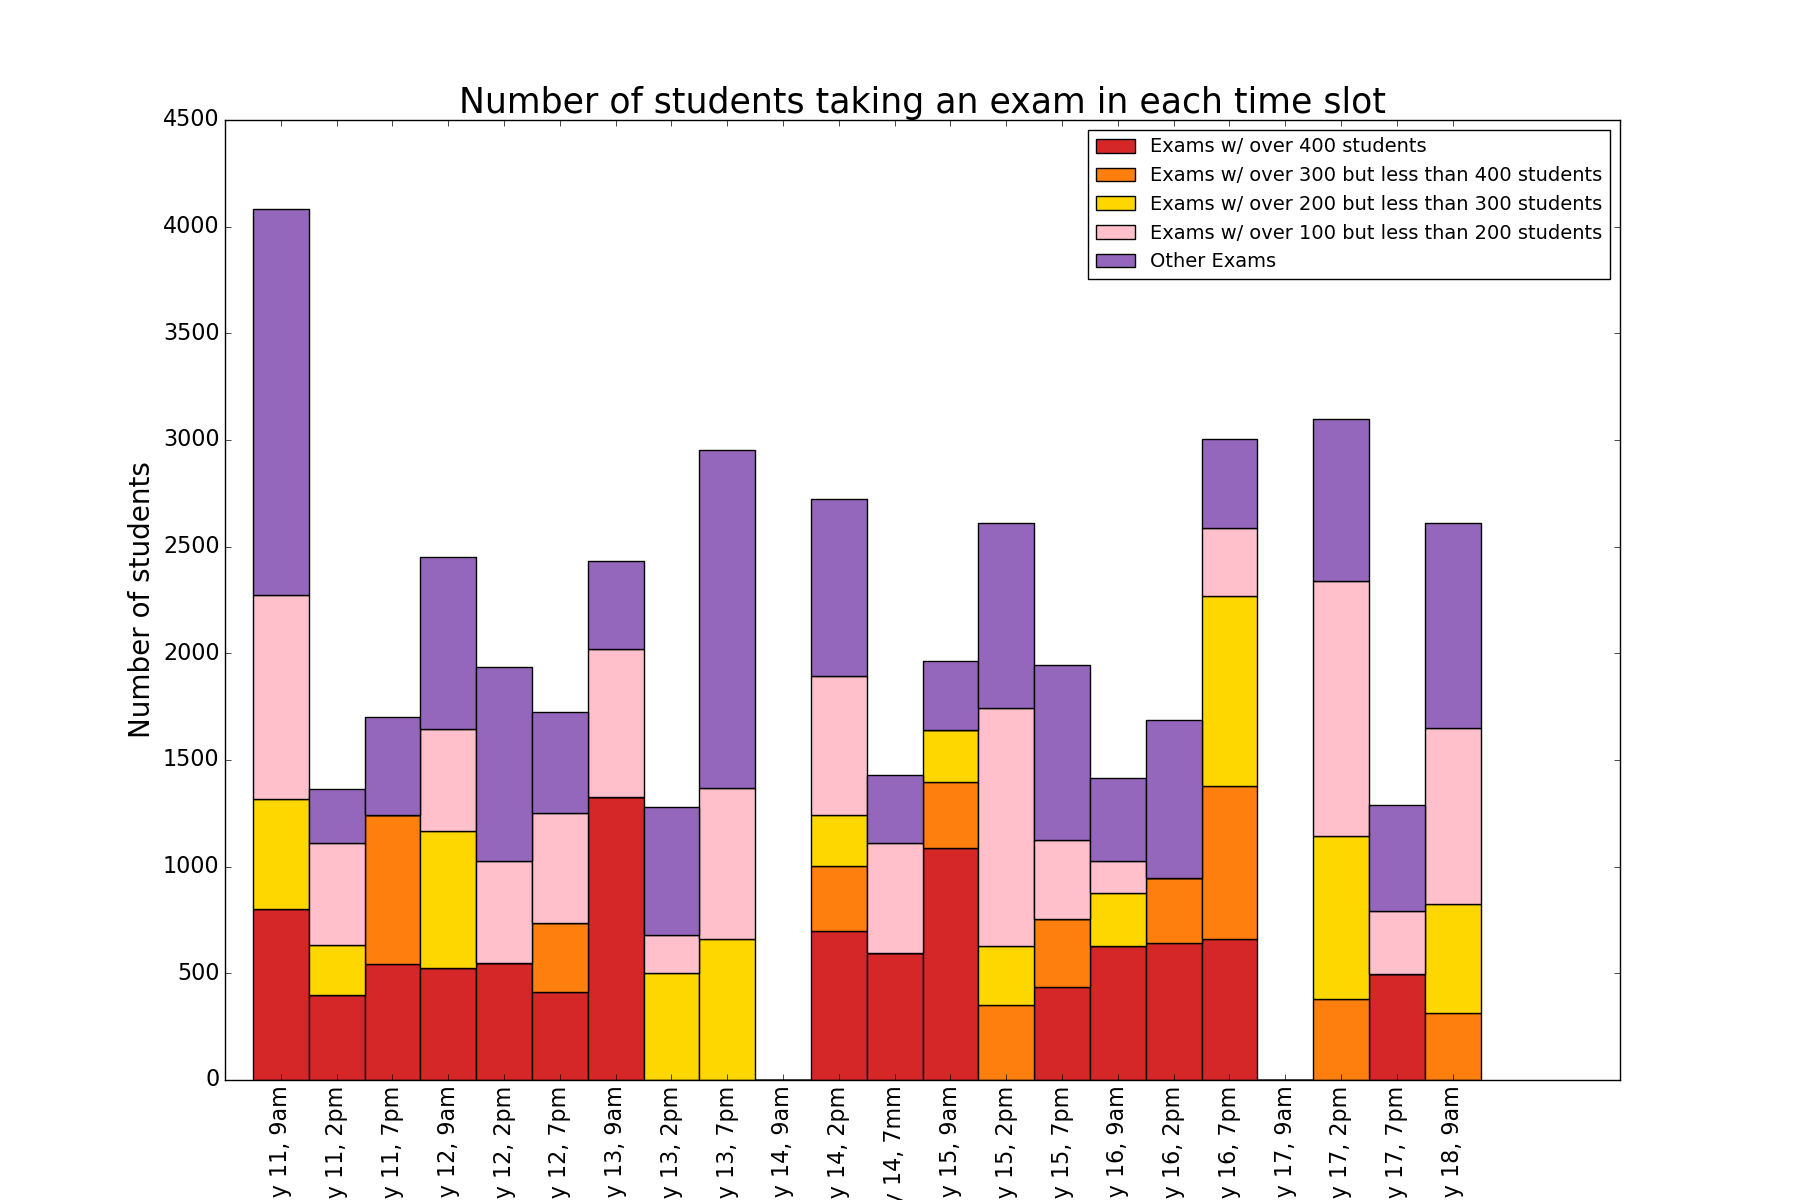 Number of students taking an exam in each time slot
Exams w/ over 400 students
Exams w/ over 300 but less than 400 students
Exams w/ over 200 but less than 300 students
Exams w/ over 100 but less than 200 students
Other Exams
Number of students
4500
4000
3500
3000
2500
2000
1500
1000
500
0
y 11, 9am
y 11, 2pm
y 11, 7pm
y 12, 9am
y 12, 2pm
y 12, 7pm
y 13, 9am
y 13, 2pm
y 13, 7pm
y 14, 9am
y 14, 2pm
y 14, 7mm
y 15, 9am
y 15, 2pm
y 15, 7pm
y 16, 9am
y 16, 2pm
y 16, 7pm
y 17, 9am
y 17, 2pm
y 17, 7pm
y 18, 9am